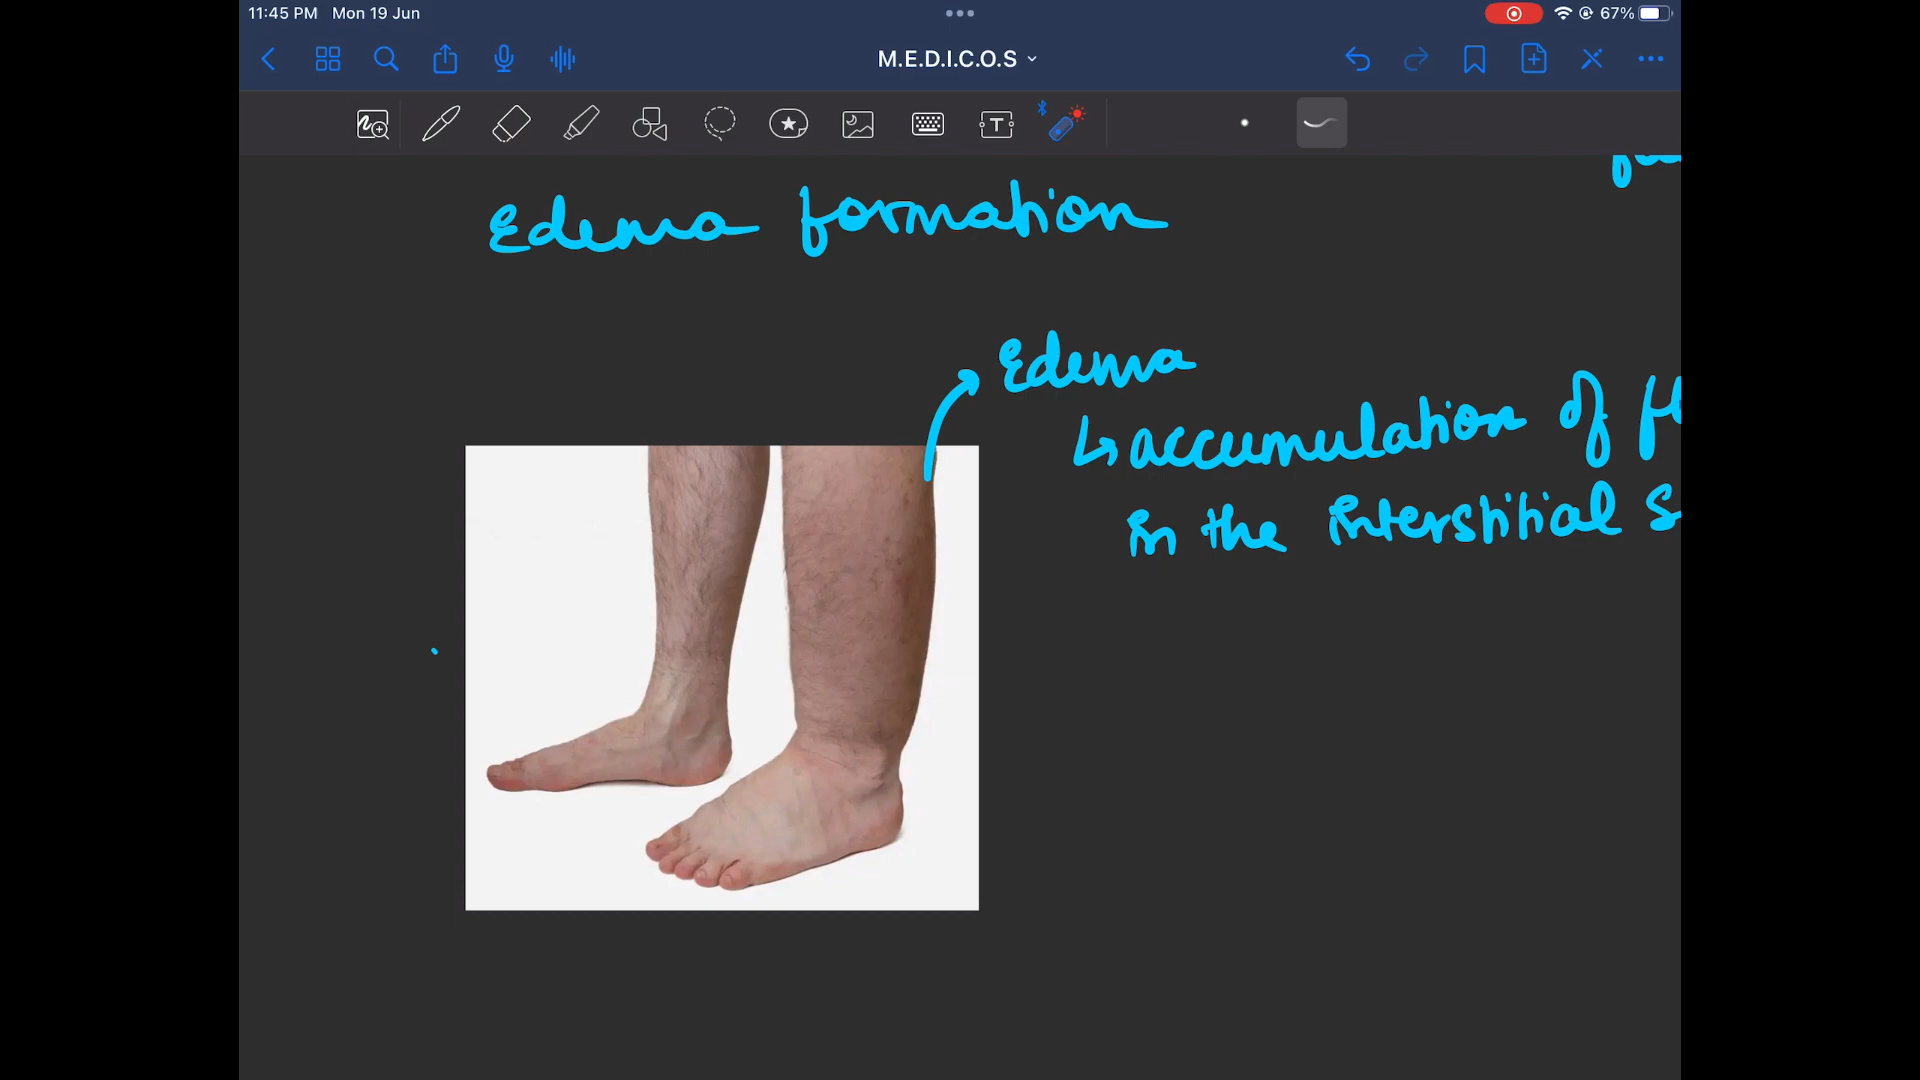 11:45 PM Mon 19 Jun
67%
M.E.D.I.C.O.S
T
Edema formation
Edema
accumulation of
in the interstitial